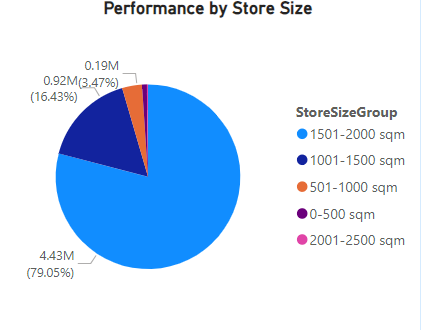 Performance by Store Size
0.19M
(3.47%)
0.92M
(16.43%)
4.43M
(79.05%)
StoreSizeGroup
1501-2000 sqm
1001-1500 sqm
501-1000 sqm
0-500 sqm
2001-2500 sqm